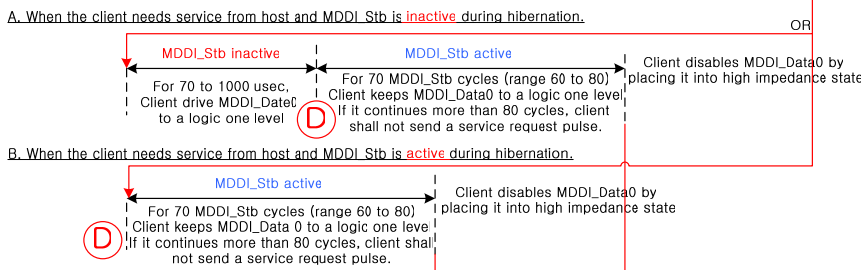 A. When the client needs service from host and MDDI_Stb is inactive during hibernation.
OR
MDDI_Stb inactive
MDDI_Stb active
For 70 to 1000 usec,
Client drive MDDI_Date0
to a logic one level
D
For 70 MDDI_Stb cycles (range 60 to 80)
Client keeps MDDI_Data0 to a logic one level
If it continues more than 80 cycles, client
shall not send a service request pulse.
Client disables MDDI_Data0 by
placing it into high impedance state
B. When the client needs service from host and MDDI_Stb is active during hibernation.
MDDI_Stb active
D
For 70 MDDI_Stb cycles (range 60 to 80)
Client keeps MDDI_Data 0 to a logic one level
If it continues more than 80 cycles, client shall
not send a service request pulse.
Client disables MDDI_Data0 by
placing it into high impedance state